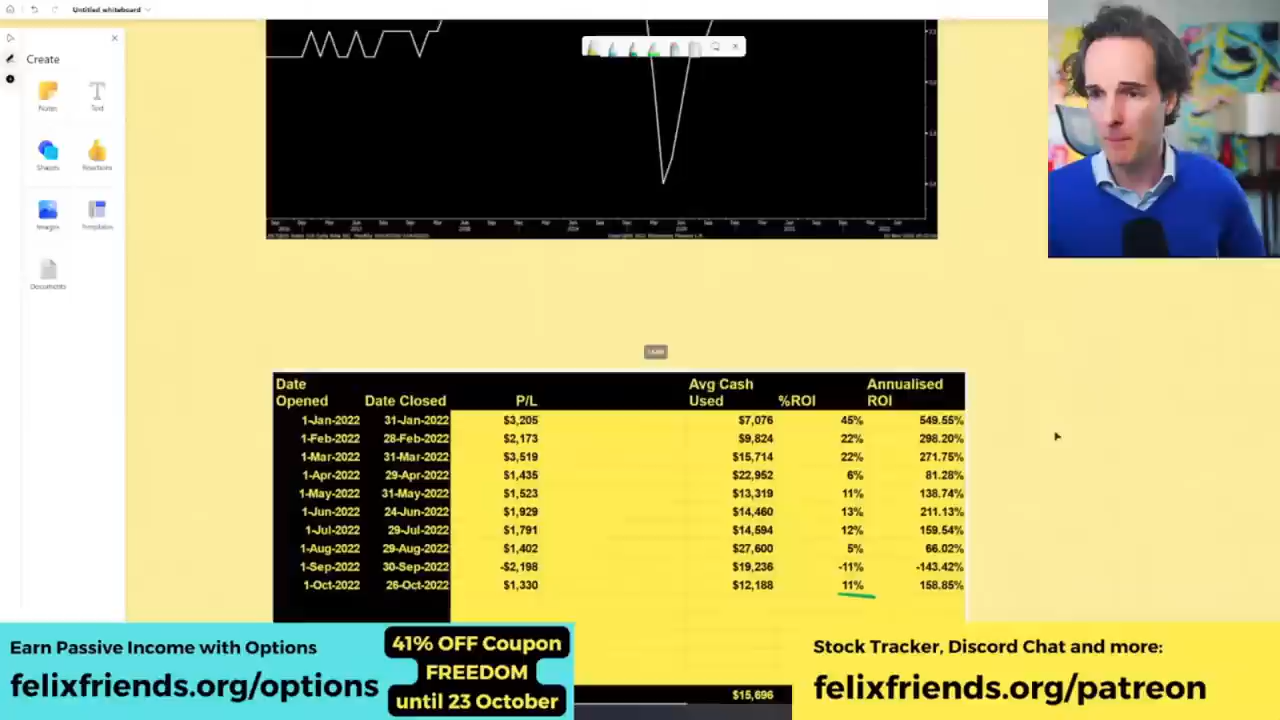 Untitled whiteboard
Create
Notes Text
Shapes Reactions
Images Templates
Documents
Date Opened Date Closed P/L Avg Cash Used %ROI Annualised ROI
1-Jan-2022 31-Jan-2022 $3,205 $7,076 45% 549.55%
1-Feb-2022 28-Feb-2022 $2,173 $9,824 22% 298.20%
1-Mar-2022 31-Mar-2022 $3,519 $15,714 22% 271.75%
1-Apr-2022 29-Apr-2022 $1,435 $22,952 6% 81.28%
1-May-2022 31-May-2022 $1,523 $13,319 11% 138.74%
1-Jun-2022 24-Jun-2022 $1,929 $14,460 13% 211.13%
1-Jul-2022 29-Jul-2022 $1,791 $14,594 12% 159.54%
1-Aug-2022 29-Aug-2022 $1,402 $27,600 5% 66.02%
1-Sep-2022 30-Sep-2022 -$2,198 $19,236 -11% -143.42%
1-Oct-2022 26-Oct-2022 $1,330 $12,188 11% 158.85%
$15,696
Earn Passive Income with Options
felixfriends.org/options
41% OFF Coupon
FREEDOM
until 23 October
Stock Tracker, Discord Chat and more:
felixfriends.org/patreon